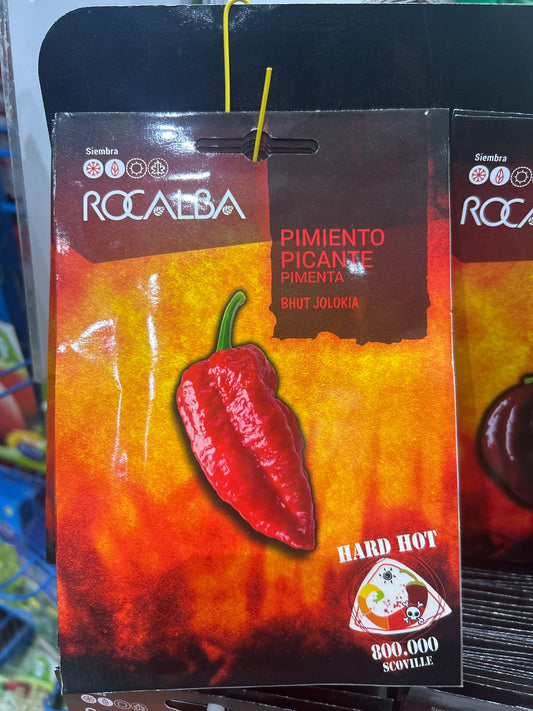 Siembra
ROCALBA
PIMIENTO
PICANTE
PIMENTA
BHUT JOLOKIA
HARD HOT
800.000
SCOVILLE
Siembra
ROCA